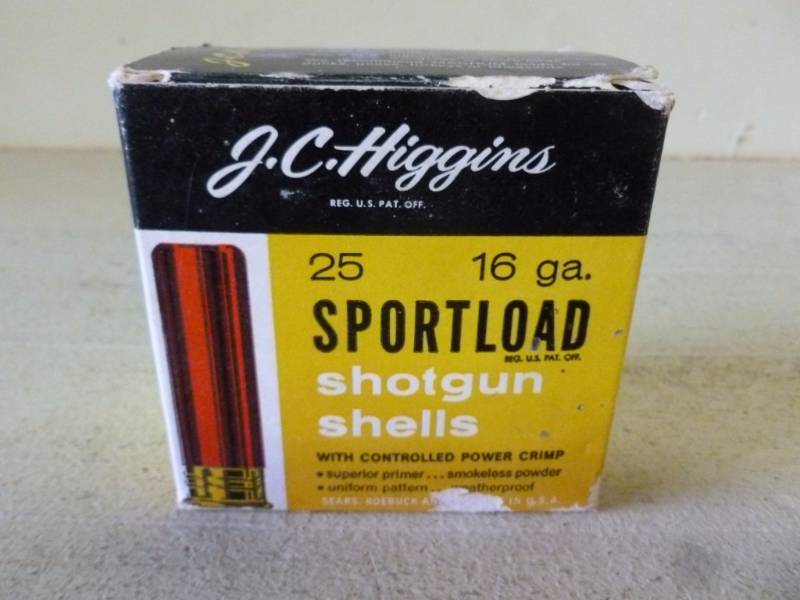 J.C.Higgins
REG. U.S. PAT. OFF.
25 16 ga.
SPORTLOAD
REG. U.S. PAT. OFF.
shotgun
shells
WITH CONTROLLED POWER CRIMP
• superior primer... smokeless powder
• uniform pattern...
SEARS, ROEBUCK IN U.S.A.